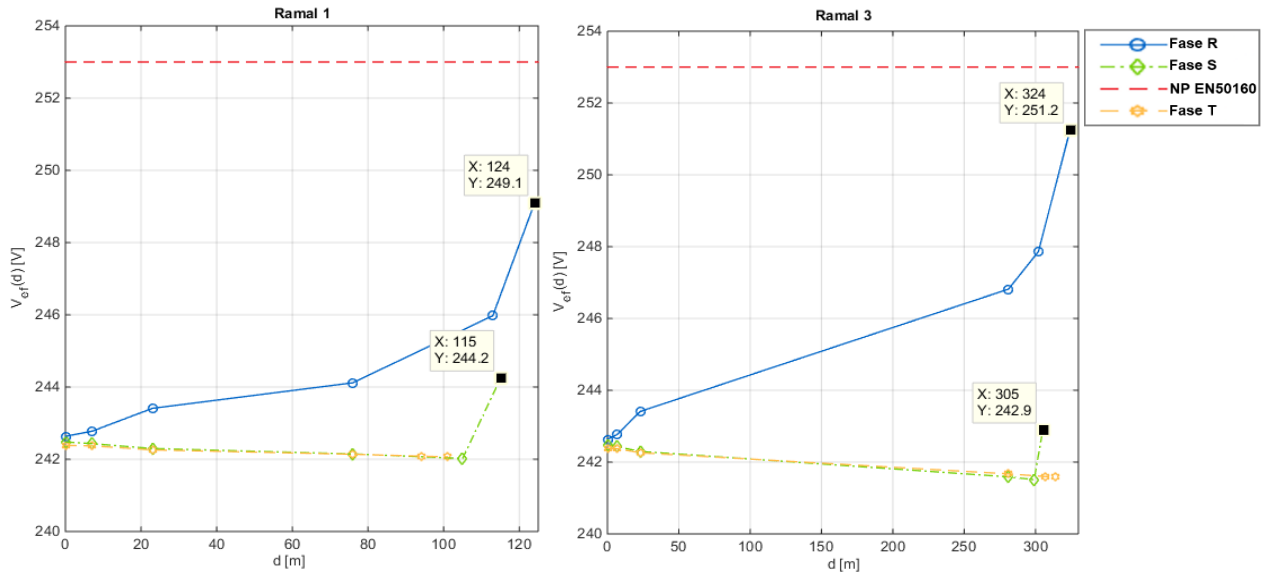 Ramal 1
254
252
250
248
246
244
242
240
V_ef(d) [V]
X: 124
Y: 249.1
X: 115
Y: 244.2
0
20
40
60
80
100
120
d [m]
Ramal 3
254
252
250
248
246
244
242
240
V_ef(d) [V]
X: 324
Y: 251.2
X: 305
Y: 242.9
0
50
100
150
200
250
300
d [m]
Fase R
Fase S
NP EN50160
Fase T